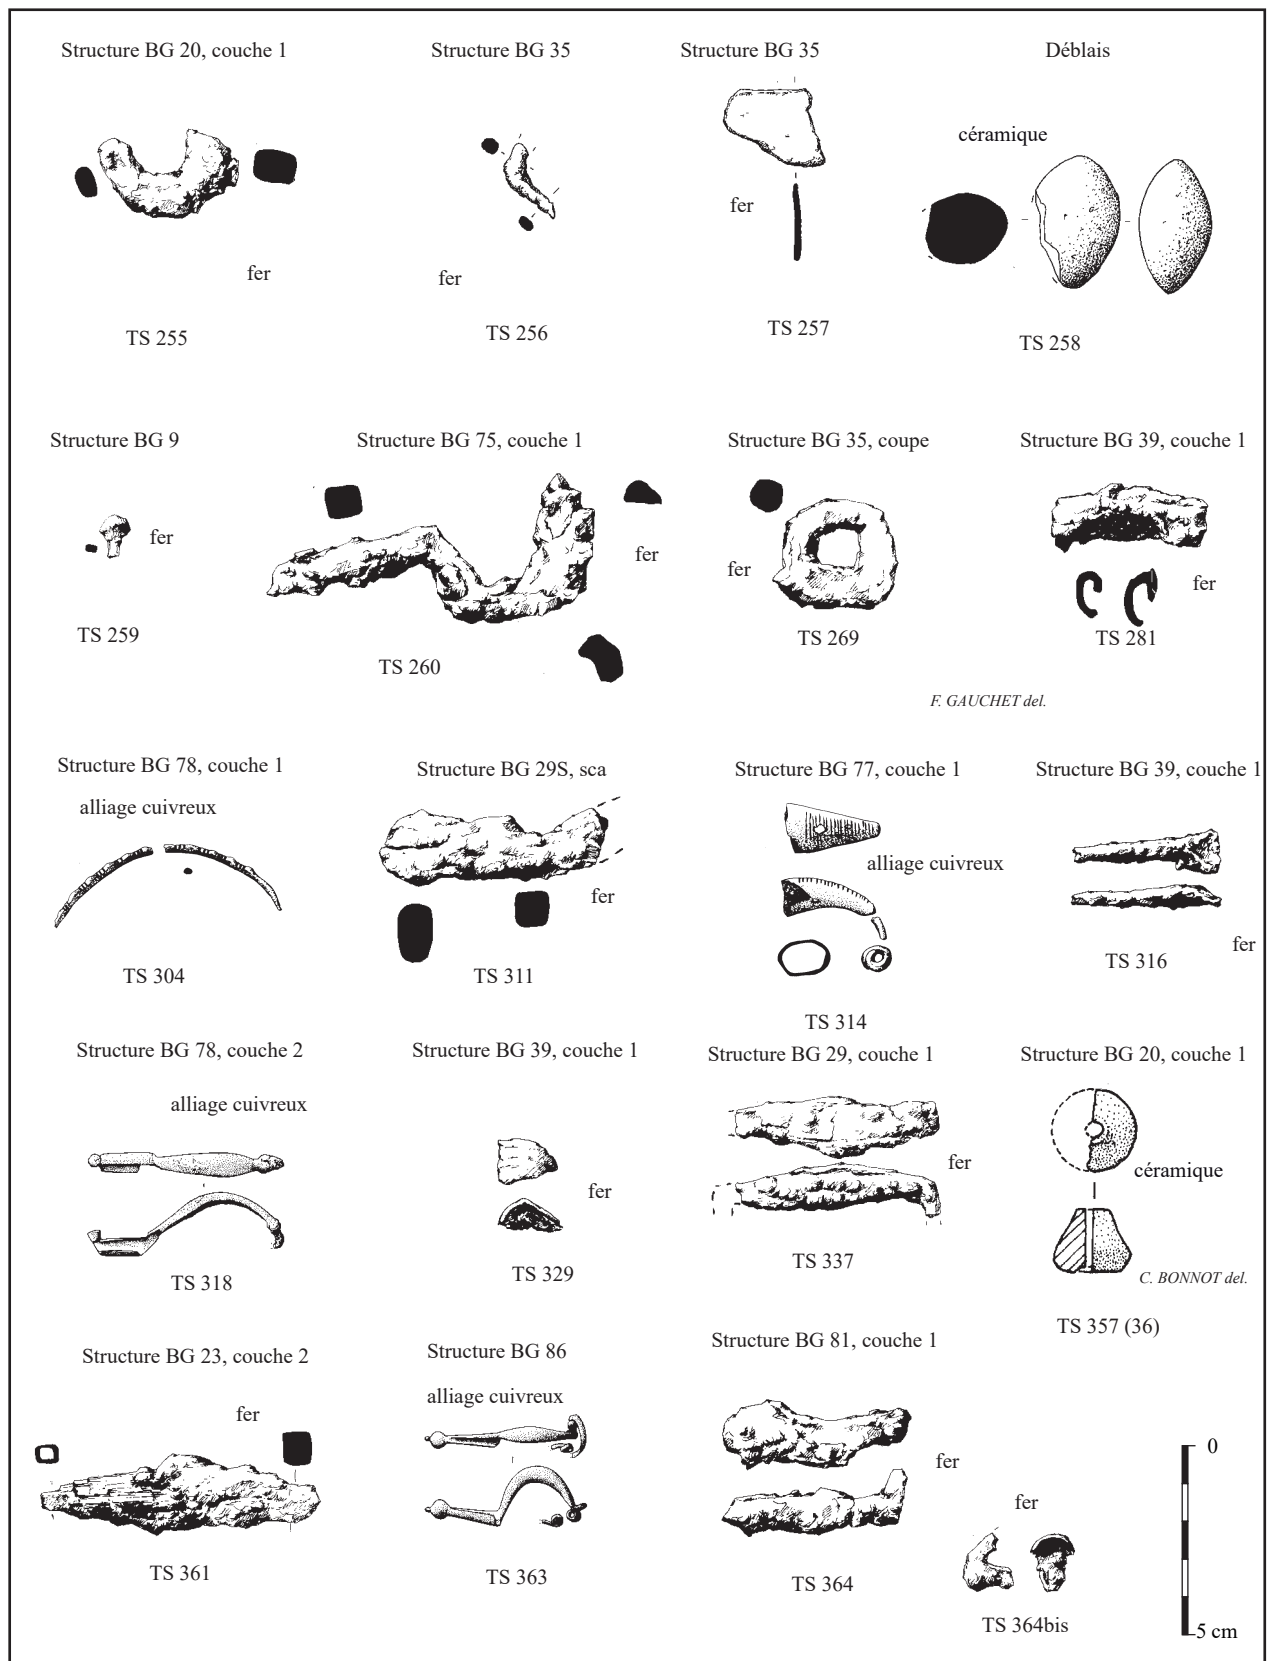 Structure BG 20, couche 1
fer
TS 255
Structure BG 35
fer
TS 256
Structure BG 35
fer
TS 257
Déblais
céramique
TS 258
Structure BG 9
fer
TS 259
Structure BG 75, couche 1
fer
TS 260
Structure BG 35, coupe
fer
TS 269
Structure BG 39, couche 1
fer
TS 281
F. GAUCHET del.
Structure BG 78, couche 1
alliage cuivreux
TS 304
Structure BG 29S, sca
fer
TS 311
Structure BG 77, couche 1
alliage cuivreux
TS 314
Structure BG 39, couche 1
fer
TS 316
Structure BG 78, couche 2
alliage cuivreux
TS 318
Structure BG 39, couche 1
fer
TS 329
Structure BG 29, couche 1
fer
TS 337
Structure BG 20, couche 1
céramique
C. BONNOT del.
TS 357 (36)
Structure BG 23, couche 2
fer
TS 361
Structure BG 86
alliage cuivreux
TS 363
Structure BG 81, couche 1
fer
TS 364
fer
TS 364bis
0
5 cm